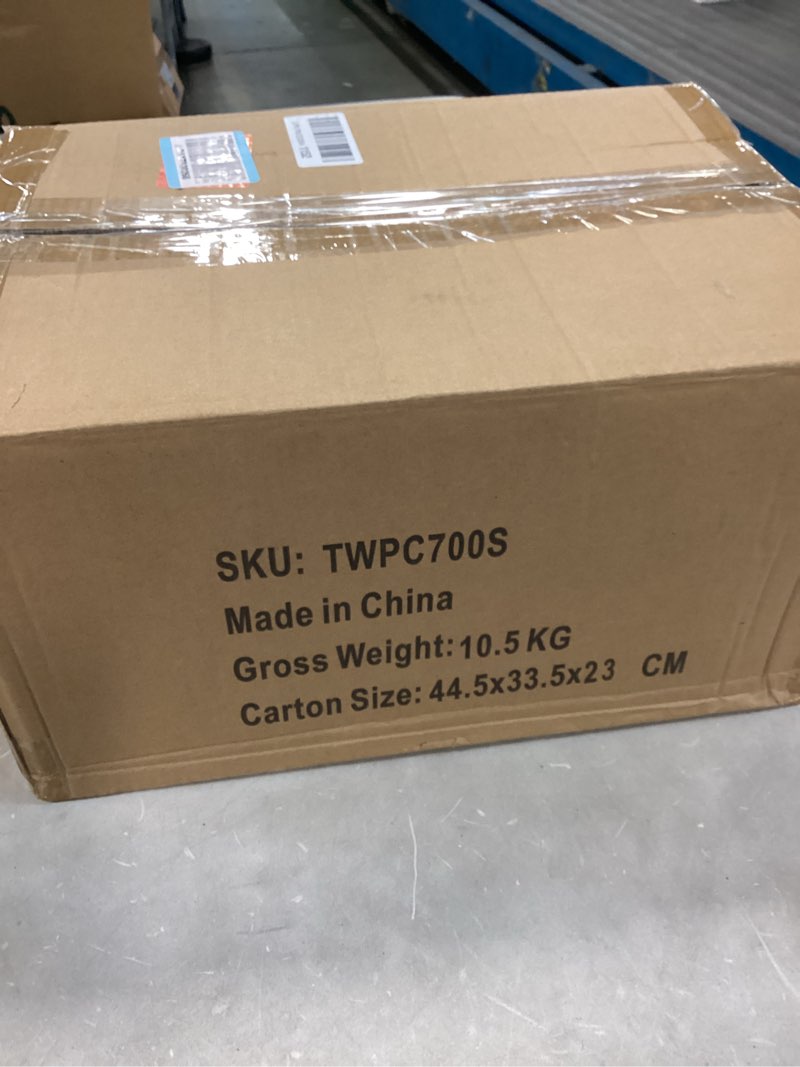 SKU: TWPC700S
Made in China
Gross Weight: 10.5 KG
Carton Size: 44.5x33.5x23 CM